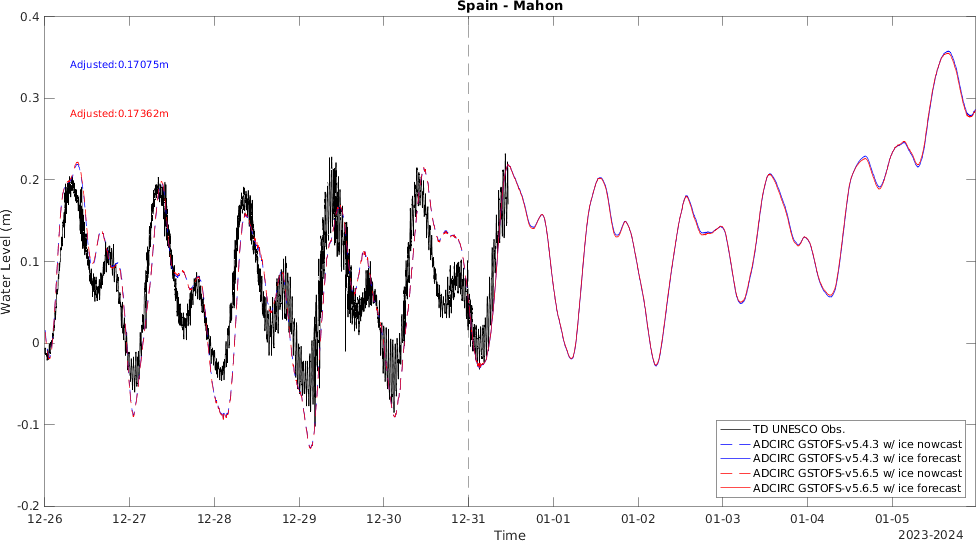 Spain - Mahon
0.4
0.3
0.2
0.1
0
-0.1
-0.2
Water Level (m)
Adjusted:0.17075m
Adjusted:0.17362m
TD UNESCO Obs.
ADCIRC GSTOFS-v5.4.3 w/ ice nowcast
ADCIRC GSTOFS-v5.4.3 w/ ice forecast
ADCIRC GSTOFS-v5.6.5 w/ ice nowcast
ADCIRC GSTOFS-v5.6.5 w/ ice forecast
12-26 12-27 12-28 12-29 12-30 12-31 01-01 01-02 01-03 01-04 01-05
Time
2023-2024